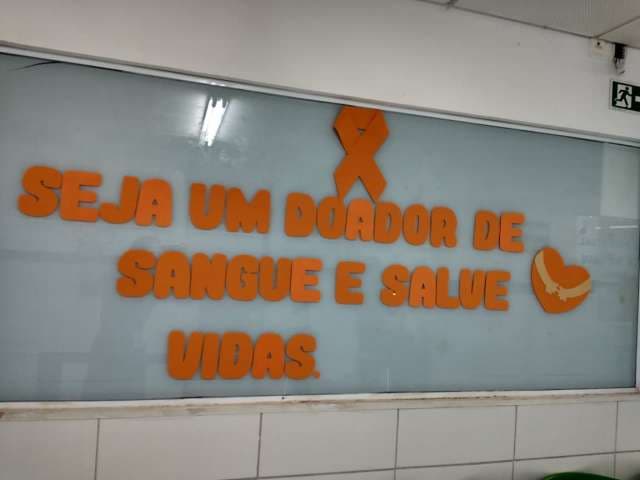 SEJA UM DOADOR DE
SANGUE E SALVE
VIDAS.